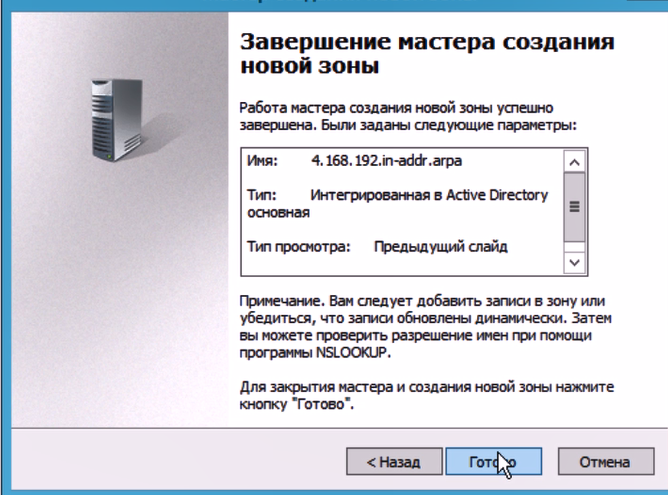 Завершение мастера создания
новой зоны
Работа мастера создания новой зоны успешно
завершена. Были заданы следующие параметры:
Имя: 4.168.192.in-addr.arpa
Тип: Интегрированная в Active Directory
основная
Тип просмотра: Предыдущий слайд
Примечание. Вам следует добавить записи в зону или
убедиться, что записи обновлены динамически. Затем
вы можете проверить разрешение имен при помощи
программы NSLOOKUP.
Для закрытия мастера и создания новой зоны нажмите
кнопку "Готово".
< Назад Готово Отмена